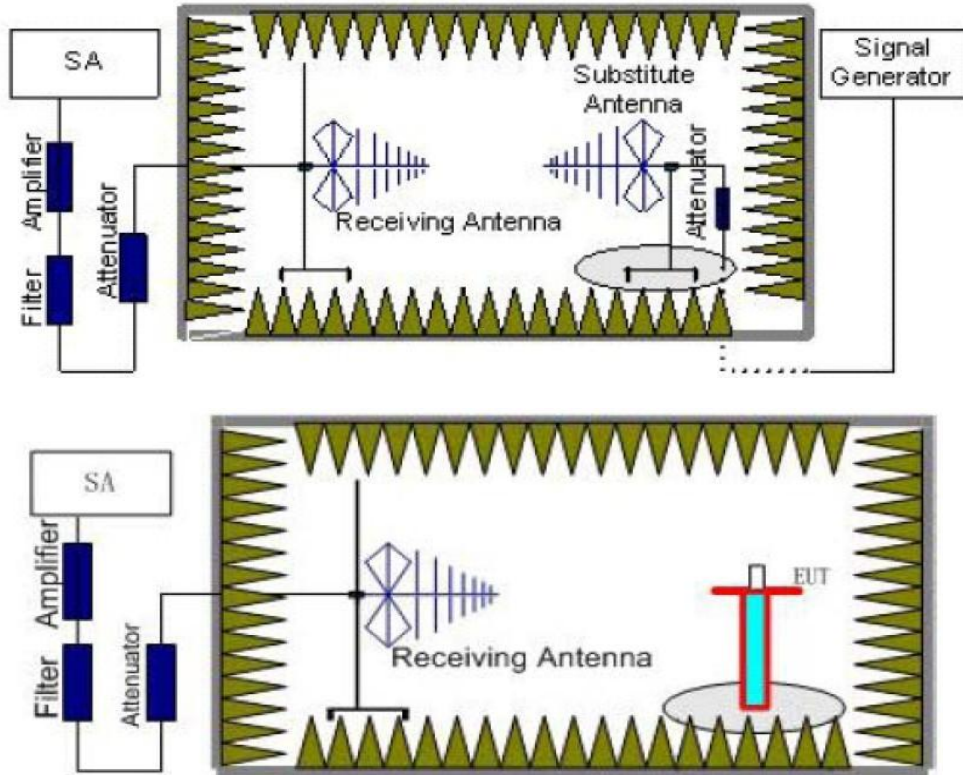 SA
Signal
Generator
Substitute
Antenna
Amplifier
Attenuator
Attenuator
Receiving Antenna
Filter
SA
Amplifier
EUT
Receiving Antenna
Filter
Attenuator